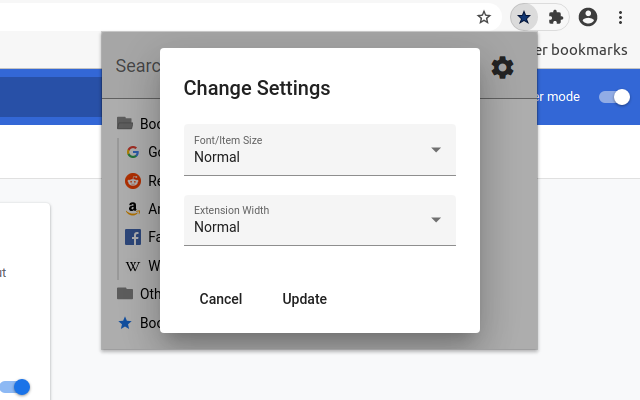 er bookmarks
Searc
er mode
Change Settings
Boo
Font/Item Size
Normal
Go
Re
Extension Width
Normal
Fa
W
Oth
ut
Cancel
Update
Boo